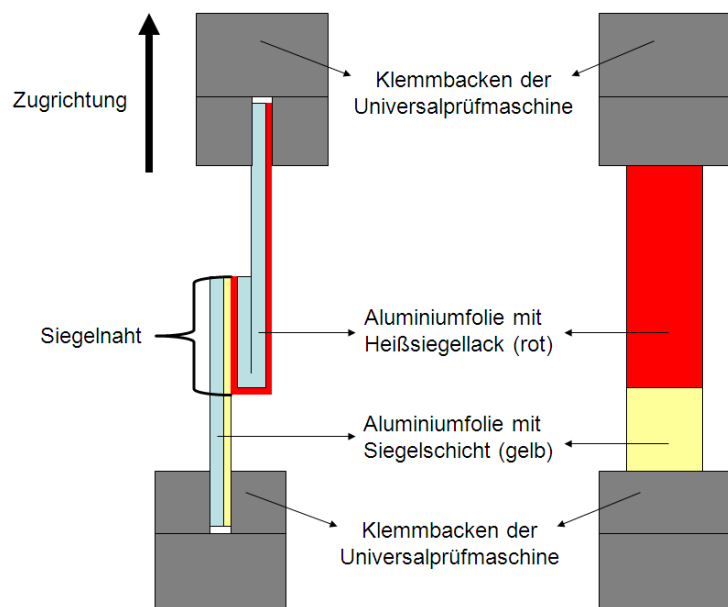 Zugrichtung
Klemmbacken der
Universalprüfmaschine
Siegelnaht
Aluminiumfolie mit
Heißsiegellack (rot)
Aluminiumfolie mit
Siegelschicht (gelb)
Klemmbacken der
Universalprüfmaschine